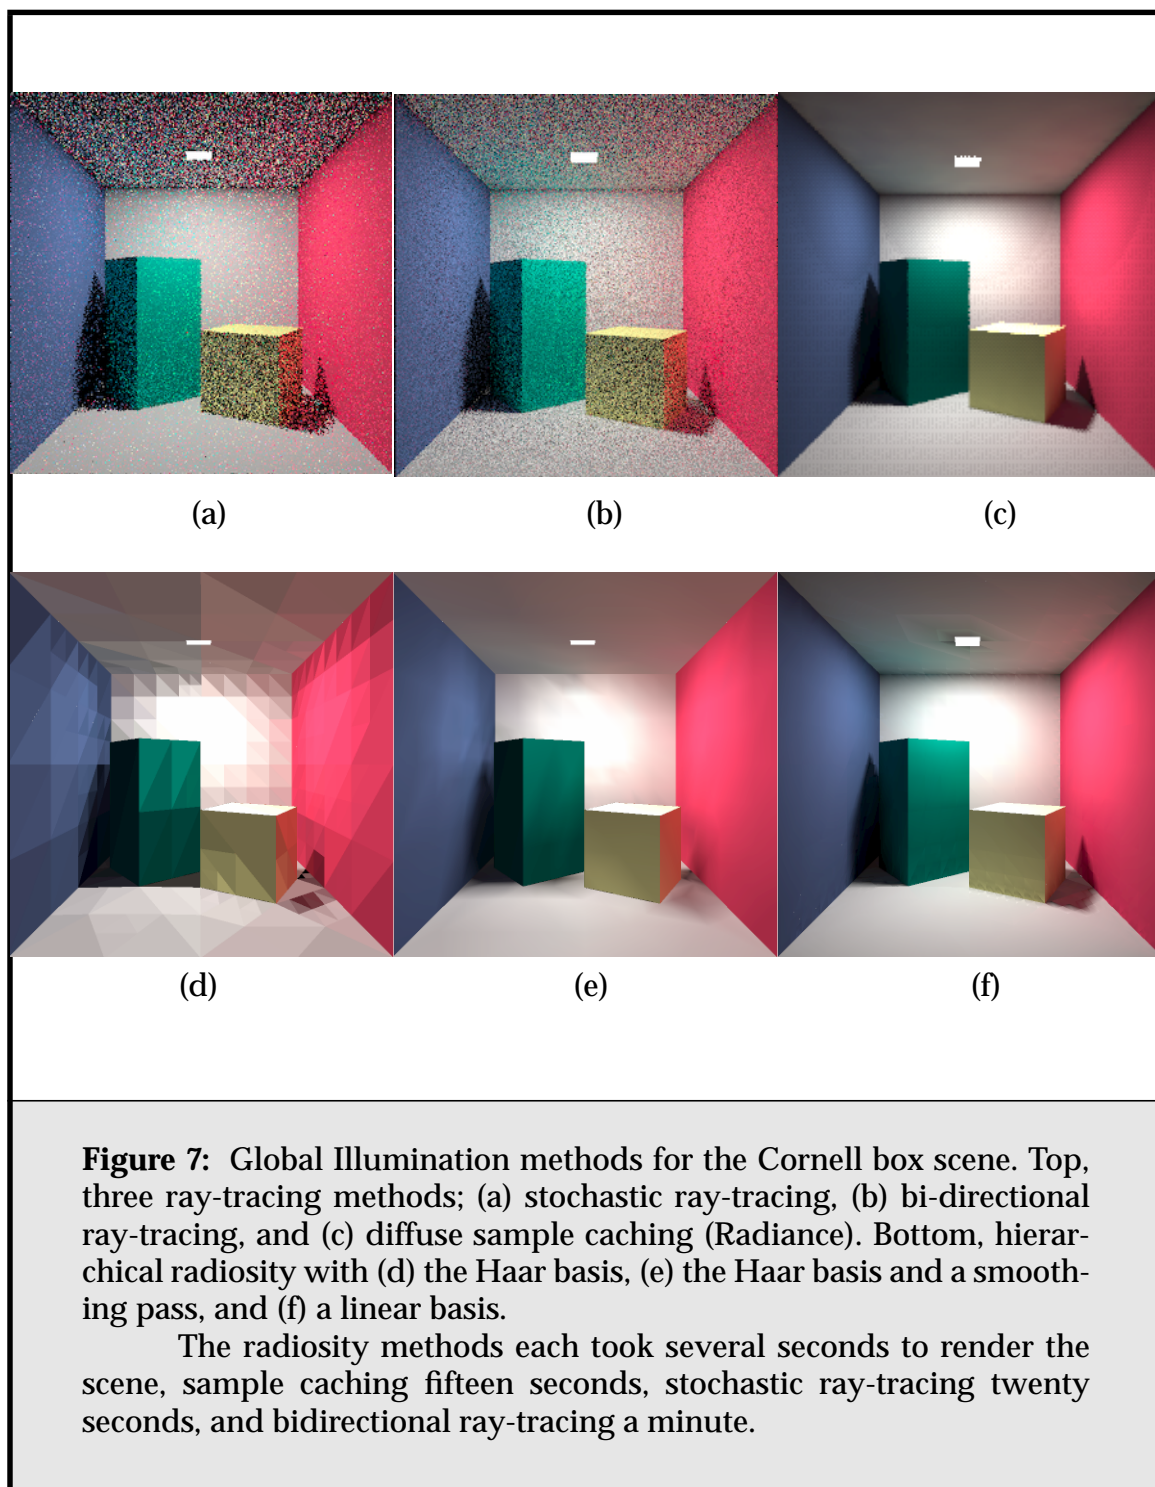 (a)
(b)
(c)
(d)
(e)
(f)
Figure 7: Global Illumination methods for the Cornell box scene. Top,
three ray-tracing methods; (a) stochastic ray-tracing, (b) bi-directional
ray-tracing, and (c) diffuse sample caching (Radiance). Bottom, hierar-
chical radiosity with (d) the Haar basis, (e) the Haar basis and a smooth-
ing pass, and (f) a linear basis.
The radiosity methods each took several seconds to render the
scene, sample caching fifteen seconds, stochastic ray-tracing twenty
seconds, and bidirectional ray-tracing a minute.